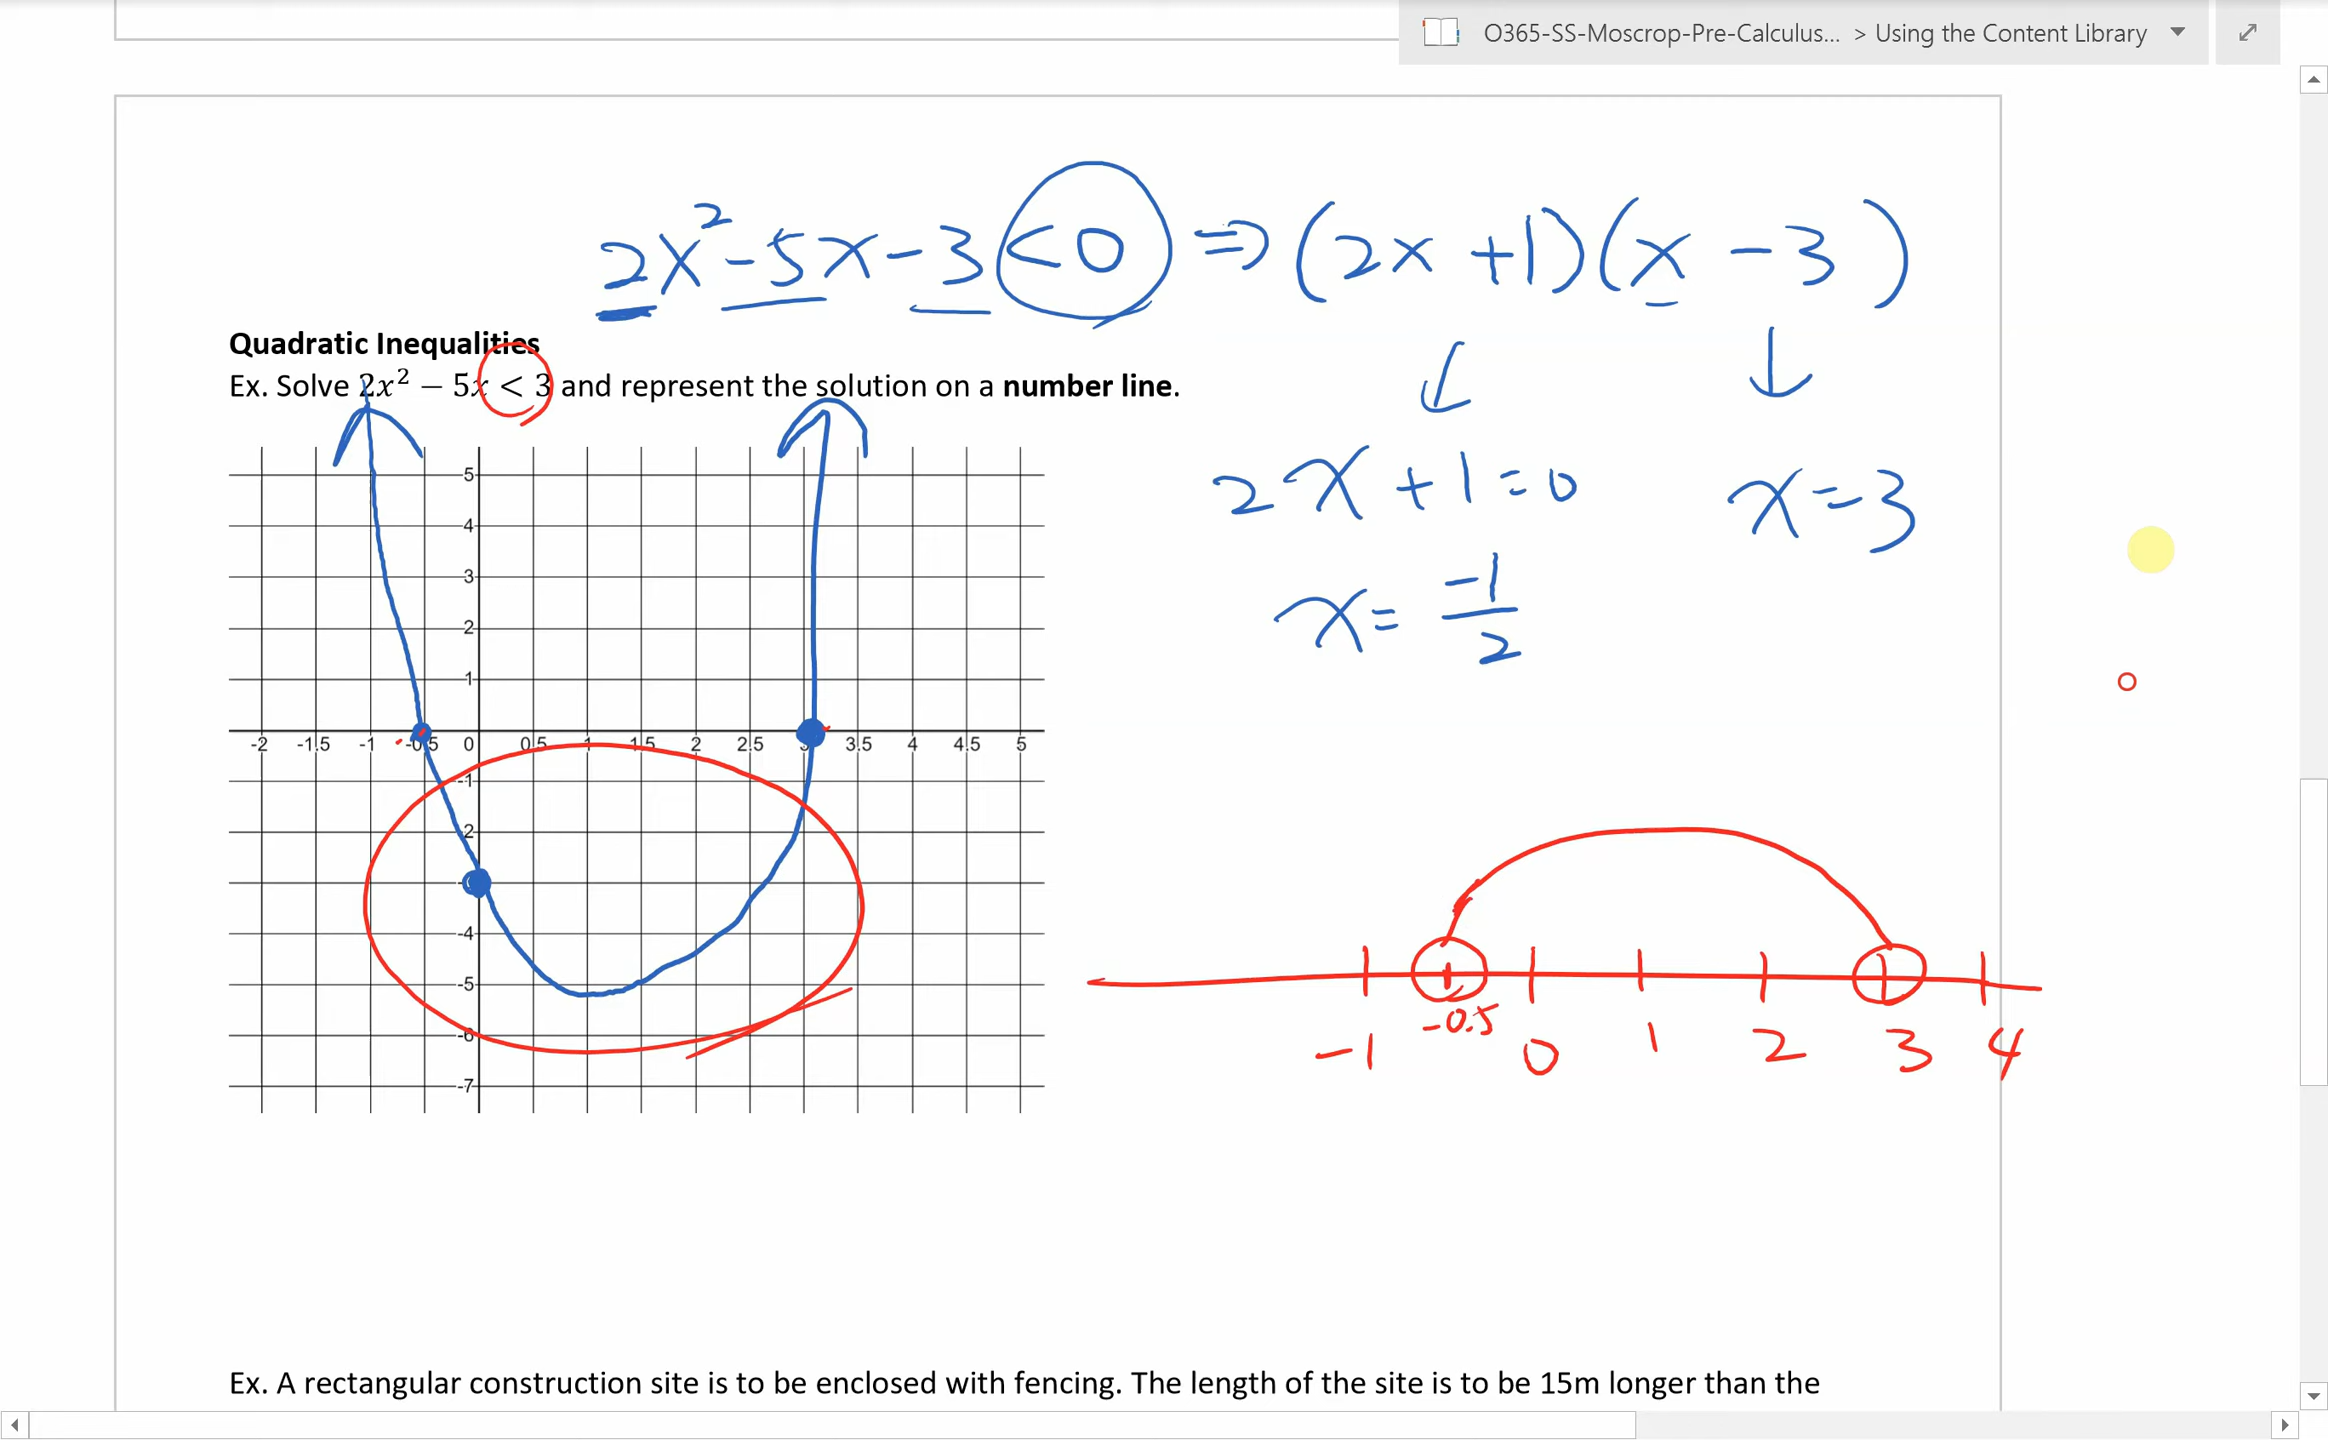 O365-SS-Moscrop-Pre-Calculus... > Using the Content Library
2x² - 5x - 3 < 0 ⇒ (2x + 1)(x - 3)
Quadratic Inequalities
Ex. Solve 2x² − 5x < 3 and represent the solution on a number line.
2x + 1 = 0
x = 3
x = -1/2
5
4
3
2
1
-2 -1.5 -1 -0.5 0 0.5 1 1.5 2 2.5 3 3.5 4 4.5 5
-1
-2
-4
-5
-6
-7
-1 -0.5 0 1 2 3 4
Ex. A rectangular construction site is to be enclosed with fencing. The length of the site is to be 15m longer than the